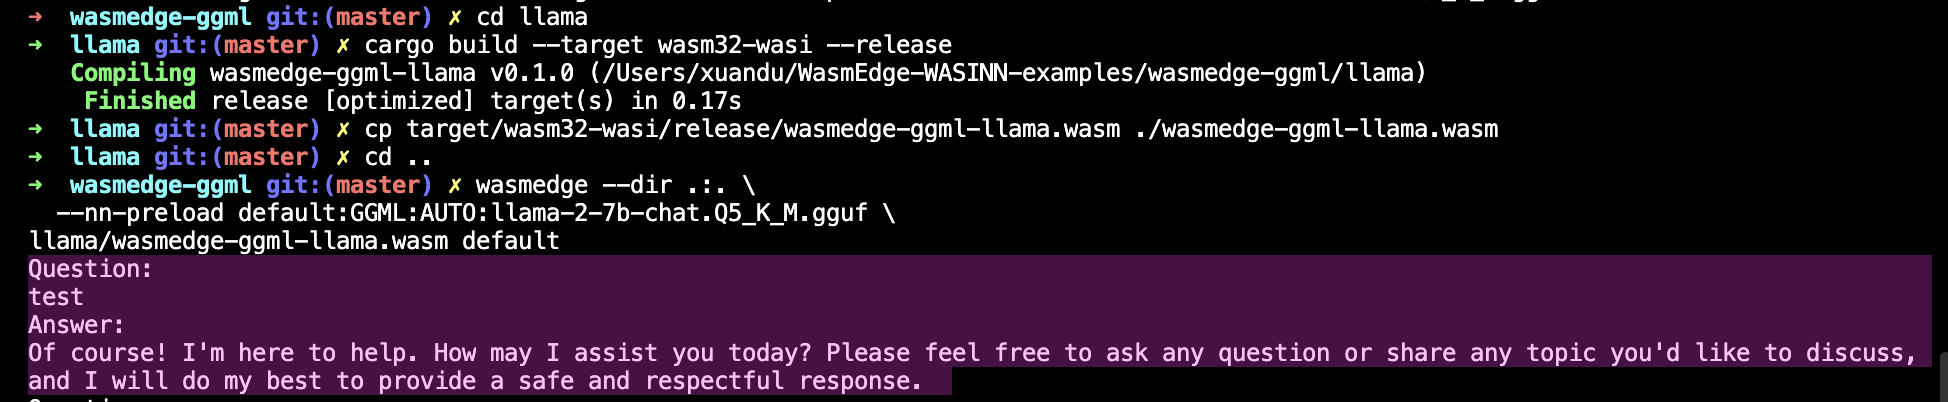 ➜  wasmedge-ggml git:(master) ✗ cd llama
➜  llama git:(master) ✗ cargo build --target wasm32-wasi --release
   Compiling wasmedge-ggml-llama v0.1.0 (/Users/xuandu/WasmEdge-WASINN-examples/wasmedge-ggml/llama)
    Finished release [optimized] target(s) in 0.17s
➜  llama git:(master) ✗ cp target/wasm32-wasi/release/wasmedge-ggml-llama.wasm ./wasmedge-ggml-llama.wasm
➜  llama git:(master) ✗ cd ..
➜  wasmedge-ggml git:(master) ✗ wasmedge --dir .:. \
  --nn-preload default:GGML:AUTO:llama-2-7b-chat.Q5_K_M.gguf \
llama/wasmedge-ggml-llama.wasm default
Question:
test
Answer:
Of course! I'm here to help. How may I assist you today? Please feel free to ask any question or share any topic you'd like to discuss,
and I will do my best to provide a safe and respectful response.